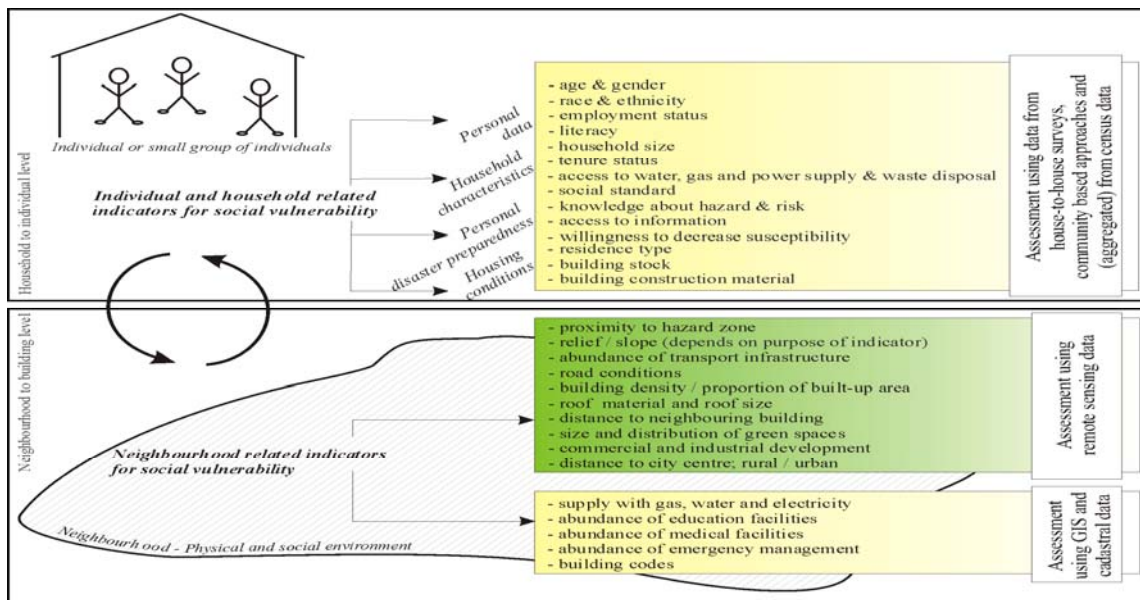 Household to individual level
Individual or small group of individuals
Individual and household related
indicators for social vulnerability
Personal
data
Household
characteristics
Personal
disaster preparedness
Housing
conditions
- age & gender
- race & ethnicity
- employment status
- literacy
- household size
- tenure status
- access to water, gas and power supply & waste disposal
- social standard
- knowledge about hazard & risk
- access to information
- willingness to decrease susceptibility
- residence type
- building stock
- building construction material
Assessment using data from
house-to-house surveys,
community based approaches and
(aggregated) from census data
Neighbourhood to building level
Neighbourhood related indicators
for social vulnerability
Neighbourhood - Physical and social environment
- proximity to hazard zone
- relief / slope (depends on purpose of indicator)
- abundance of transport infrastructure
- road conditions
- building density / proportion of built-up area
- roof material and roof size
- distance to neighbouring building
- size and distribution of green spaces
- commercial and industrial development
- distance to city centre; rural / urban
Assessment using
remote sensing data
- supply with gas, water and electricity
- abundance of education facilities
- abundance of medical facilities
- abundance of emergency management
- building codes
Assessment
using GIS and
cadastral data